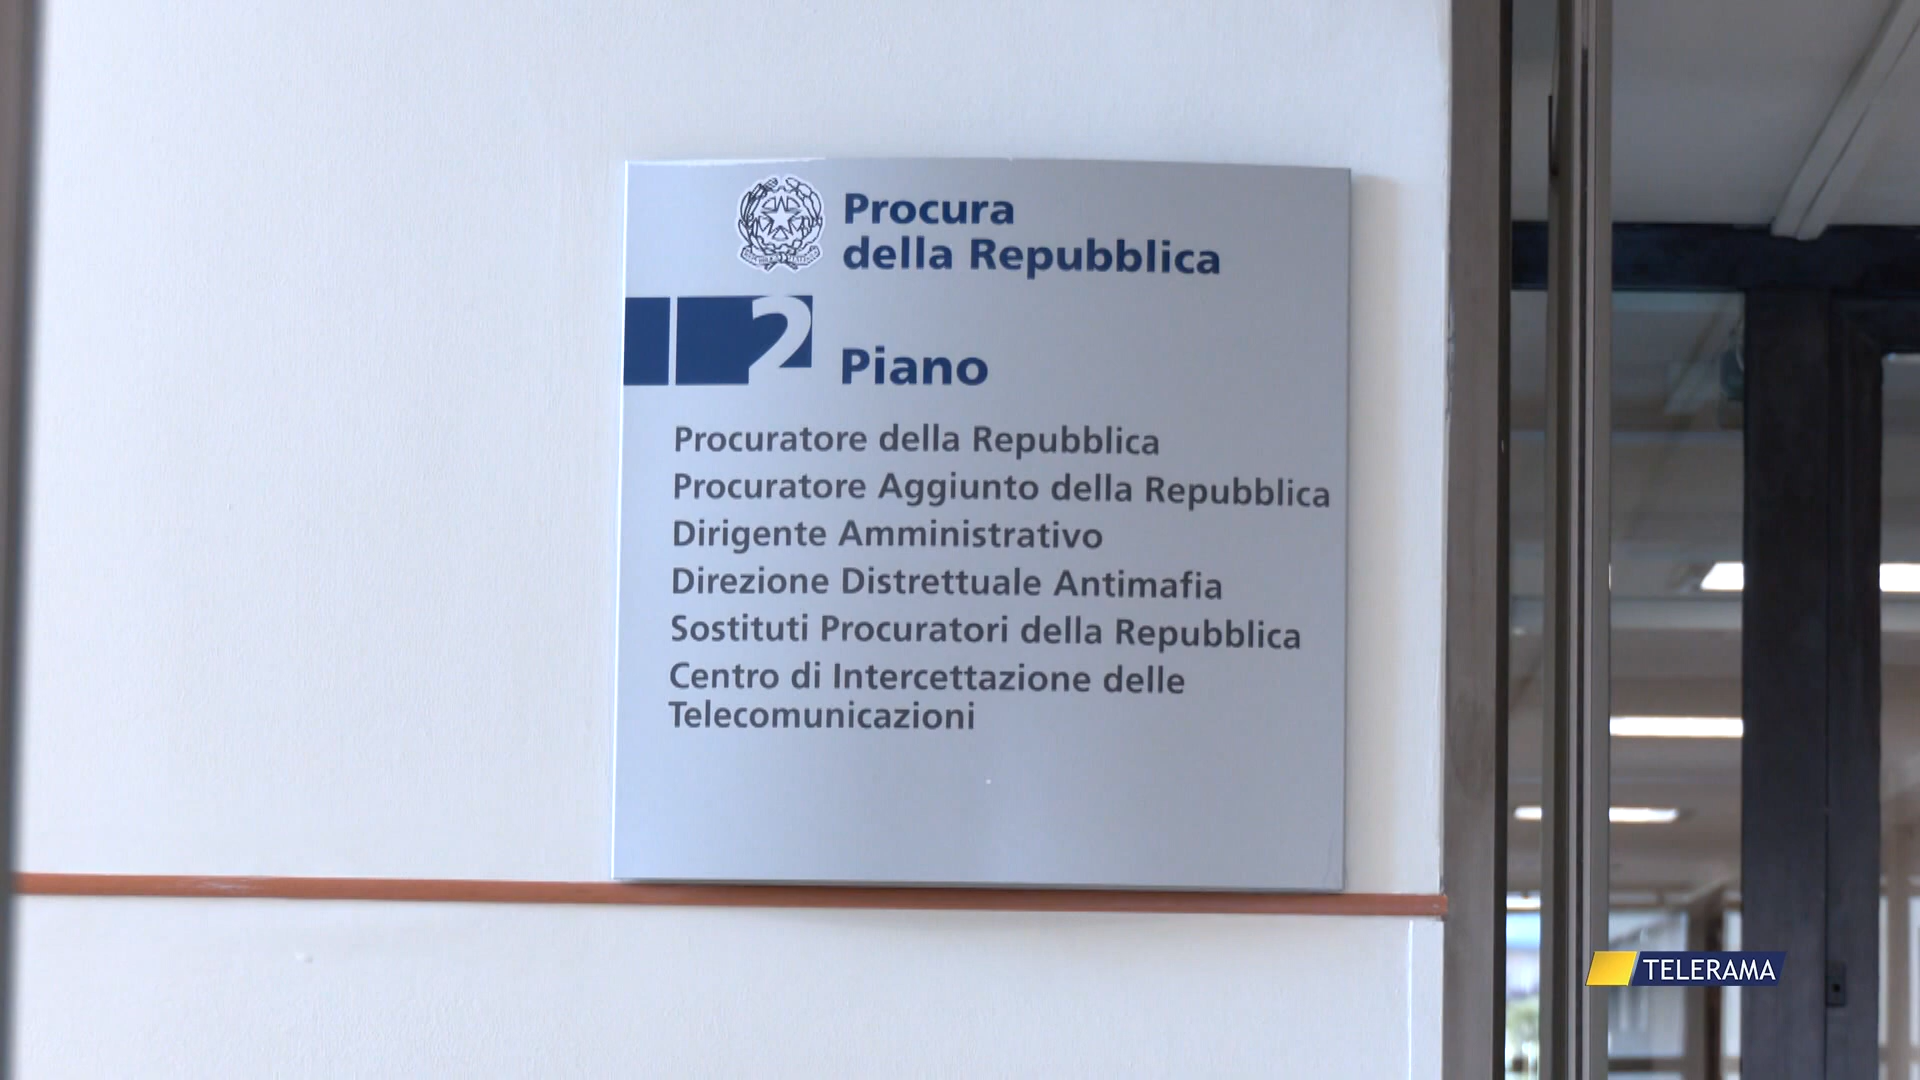 Procura
della Repubblica
2 Piano
Procuratore della Repubblica
Procuratore Aggiunto della Repubblica
Dirigente Amministrativo
Direzione Distrettuale Antimafia
Sostituti Procuratori della Repubblica
Centro di Intercettazione delle
Telecomunicazioni
TELERAMA